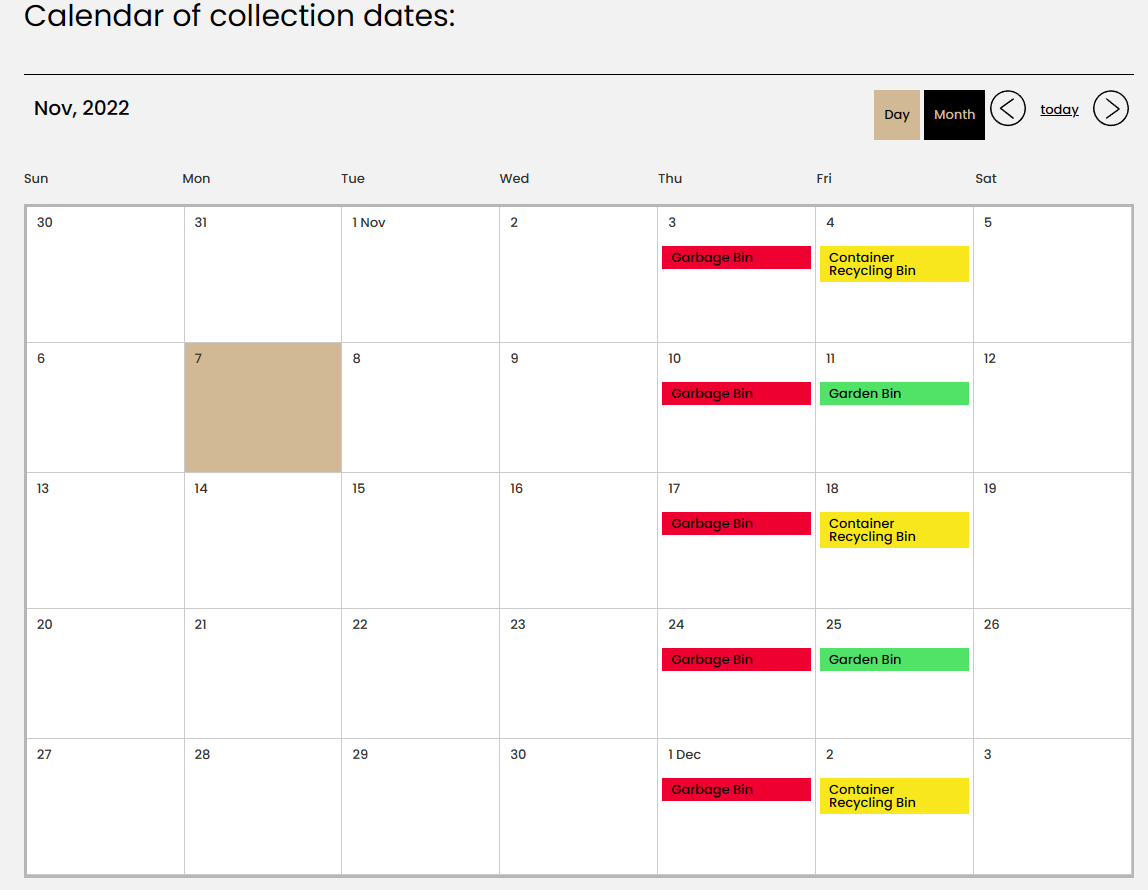 Calendar of collection dates:
Nov, 2022
Day
Month
today
Sun Mon Tue Wed Thu Fri Sat
30 31 1 Nov 2 3 4 5
Garbage Bin
Container
Recycling Bin
6 7 8 9 10 11 12
Garbage Bin
Garden Bin
13 14 15 16 17 18 19
Garbage Bin
Container
Recycling Bin
20 21 22 23 24 25 26
Garbage Bin
Garden Bin
27 28 29 30 1 Dec 2 3
Garbage Bin
Container
Recycling Bin